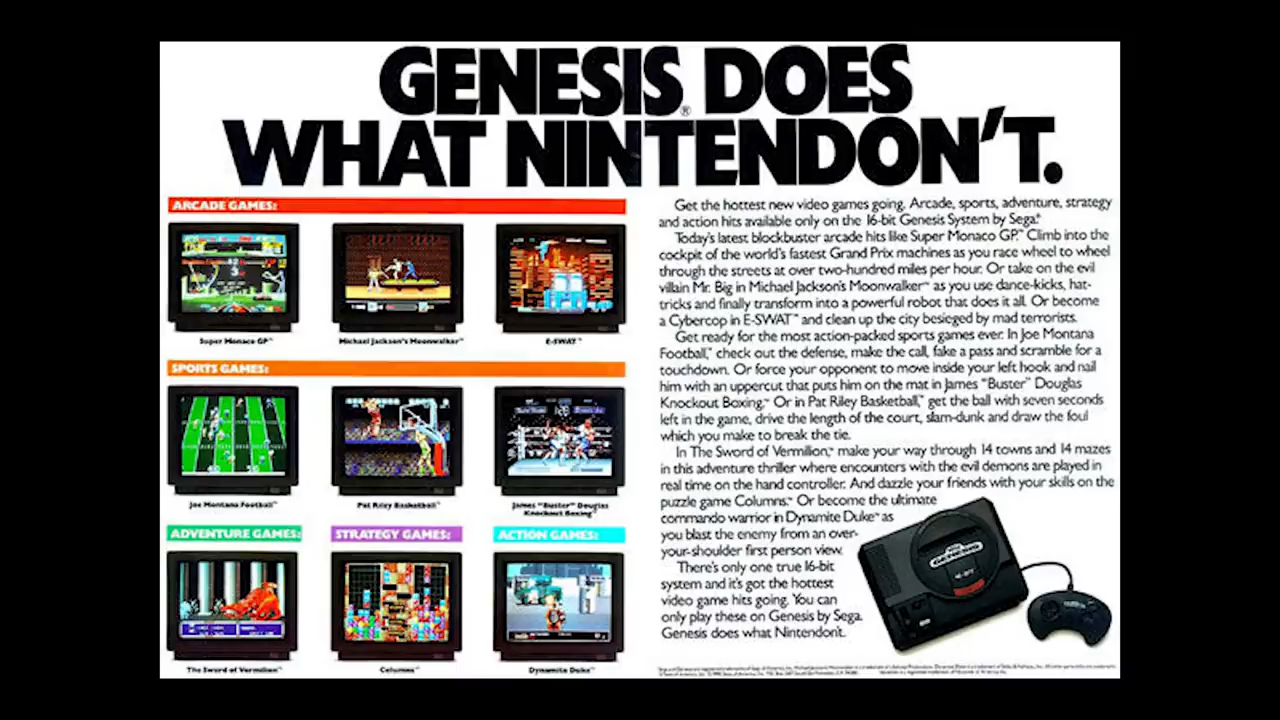 GENESIS® DOES
WHAT NINTENDON'T.
ARCADE GAMES:
Super Monaco GP™
Michael Jackson's Moonwalker™
E-SWAT™
SPORTS GAMES:
Joe Montana Football™
Pat Riley Basketball™
James "Buster" Douglas
Knockout Boxing™
ADVENTURE GAMES:
STRATEGY GAMES:
ACTION GAMES:
The Sword of Vermilion™
Columns™
Dynamite Duke™
Get the hottest new video games going. Arcade, sports, adventure, strategy
and action hits available only on the 16-bit Genesis System by Sega.®
Today's latest blockbuster arcade hits like Super Monaco GP.™ Climb into the
cockpit of the world's fastest Grand Prix machines as you race wheel to wheel
through the streets at over two-hundred miles per hour. Or take on the evil
villain Mr. Big in Michael Jackson's Moonwalker™ as you use dance-kicks, hat-
tricks and finally transform into a powerful robot that does it all. Or become
a Cybercop in E-SWAT™ and clean up the city besieged by mad terrorists.
Get ready for the most action-packed sports games ever. In Joe Montana
Football,™ check out the defense, make the call, fake a pass and scramble for a
touchdown. Or force your opponent to move inside your left hook and nail
him with an uppercut that puts him on the mat in James "Buster" Douglas
Knockout Boxing.™ Or in Pat Riley Basketball,™ get the ball with seven seconds
left in the game, drive the length of the court, slam-dunk and draw the foul
which you make to break the tie.
In The Sword of Vermilion,™ make your way through 14 towns and 14 mazes
in this adventure thriller where encounters with the evil demons are played in
real time on the hand controller. And dazzle your friends with your skills on the
puzzle game Columns.™ Or become the ultimate
commando warrior in Dynamite Duke™ as
you blast the enemy from an over-
your-shoulder first person view.
There's only one true 16-bit
system and it's got the hottest
video game hits going. You can
only play these on Genesis by Sega.
Genesis does what Nintendon't.
GENESIS
16-BIT